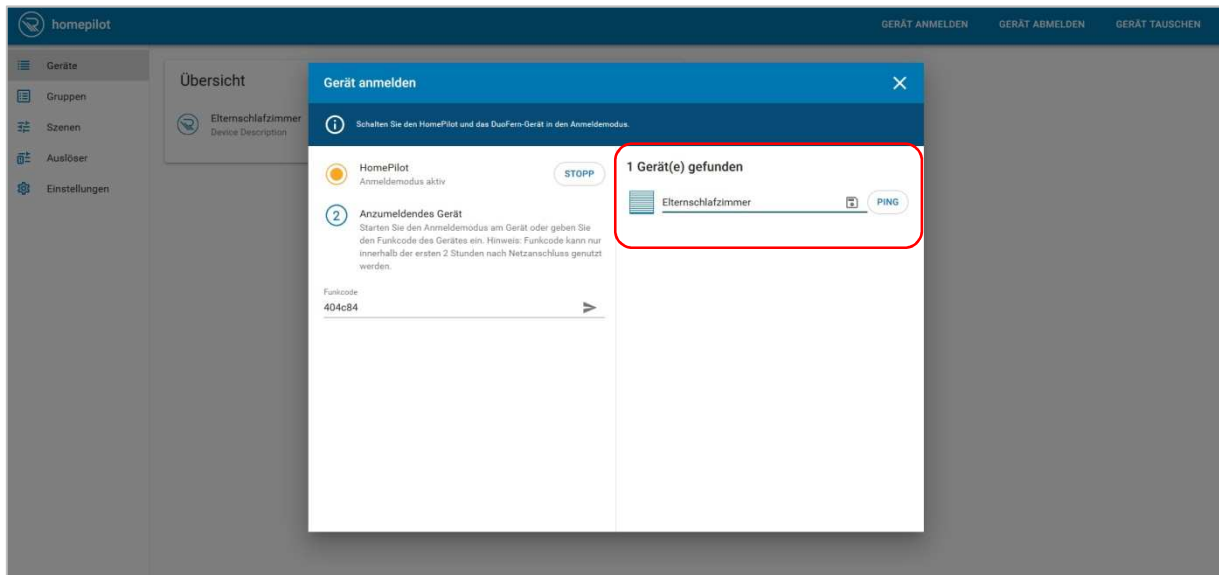 homepilot
GERÄT ANMELDEN
GERÄT ABMELDEN
GERÄT TAUSCHEN
Geräte
Gruppen
Szenen
Auslöser
Einstellungen
Übersicht
Elternschlafzimmer
Device Description
Gerät anmelden
Schalten Sie den HomePilot und das DuoFern-Gerät in den Anmeldemodus.
HomePilot
Anmeldemodus aktiv
STOPP
2
Anzumeldendes Gerät
Starten Sie den Anmeldemodus am Gerät oder geben Sie
den Funkcode des Gerätes ein. Hinweis: Funkcode kann nur
innerhalb der ersten 2 Stunden nach Netzanschluss genutzt
werden.
Funkcode
404c84
1 Gerät(e) gefunden
Elternschlafzimmer
PING